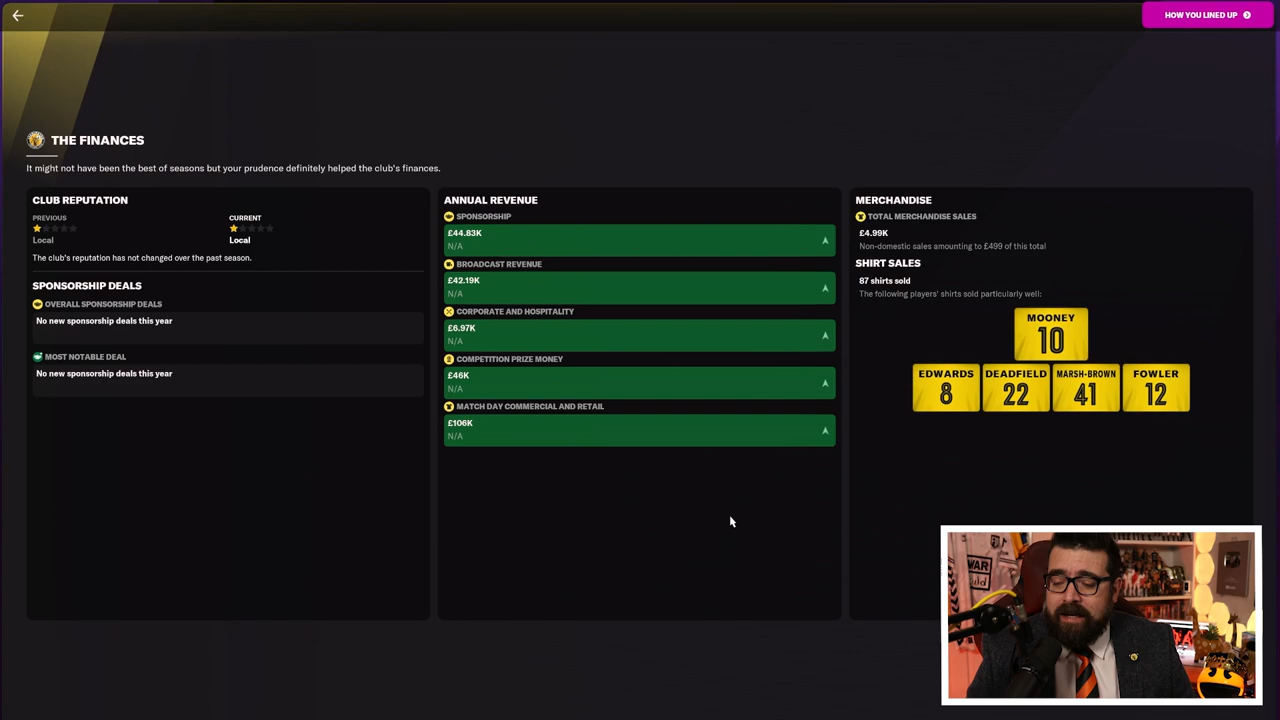 HOW YOU LINED UP
THE FINANCES
It might not have been the best of seasons but your prudence definitely helped the club's finances.
CLUB REPUTATION
PREVIOUS
CURRENT
Local
Local
The club's reputation has not changed over the past season.
SPONSORSHIP DEALS
OVERALL SPONSORSHIP DEALS
No new sponsorship deals this year
MOST NOTABLE DEAL
No new sponsorship deals this year
ANNUAL REVENUE
SPONSORSHIP
£44.83K
N/A
BROADCAST REVENUE
£42.19K
N/A
CORPORATE AND HOSPITALITY
£6.97K
N/A
COMPETITION PRIZE MONEY
£46K
N/A
MATCH DAY COMMERCIAL AND RETAIL
£106K
N/A
MERCHANDISE
TOTAL MERCHANDISE SALES
£4.99K
Non-domestic sales amounting to £499 of this total
SHIRT SALES
87 shirts sold
The following players' shirts sold particularly well:
MOONEY
10
EDWARDS
8
DEADFIELD
22
MARSH-BROWN
41
FOWLER
12
WAR